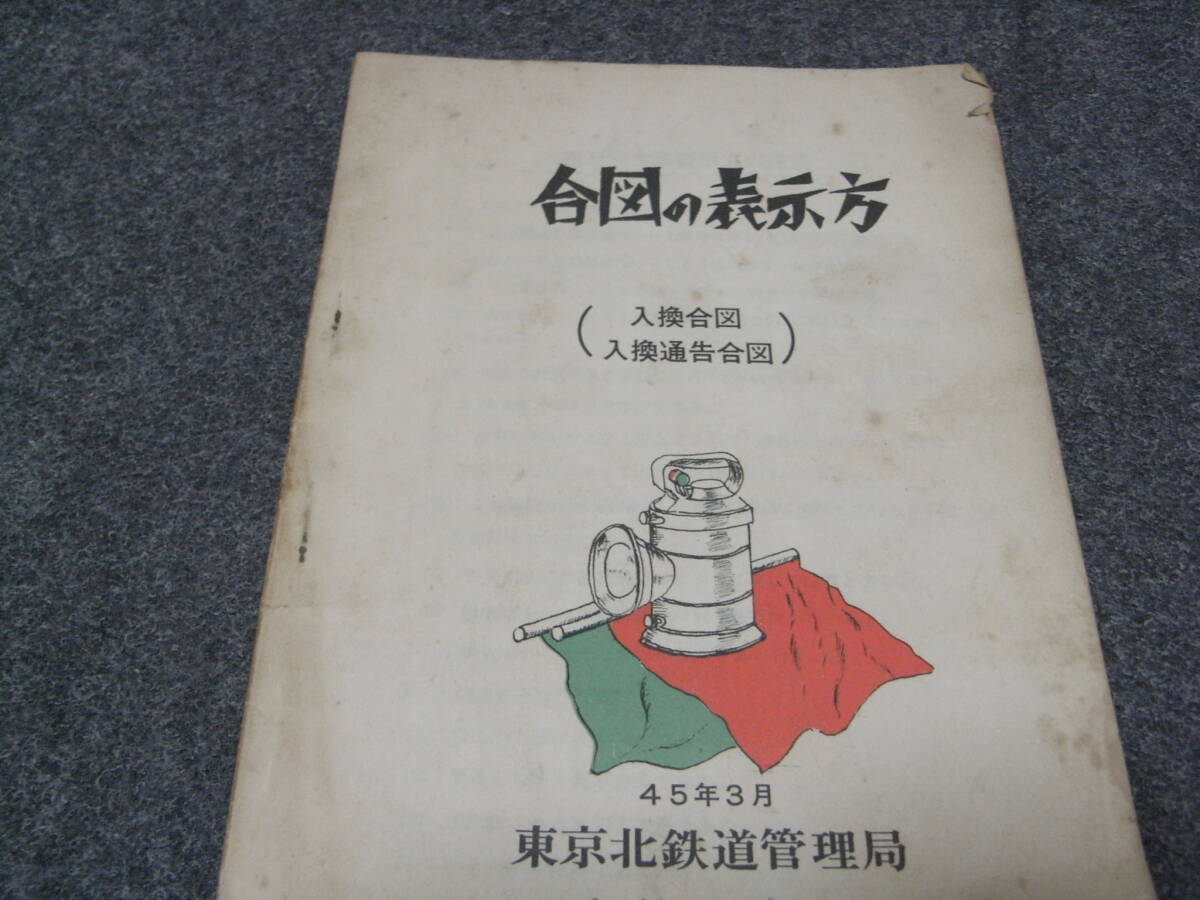 合図の表示方
入換合図
入換通告合図
45年3月
東京北鉄道管理局